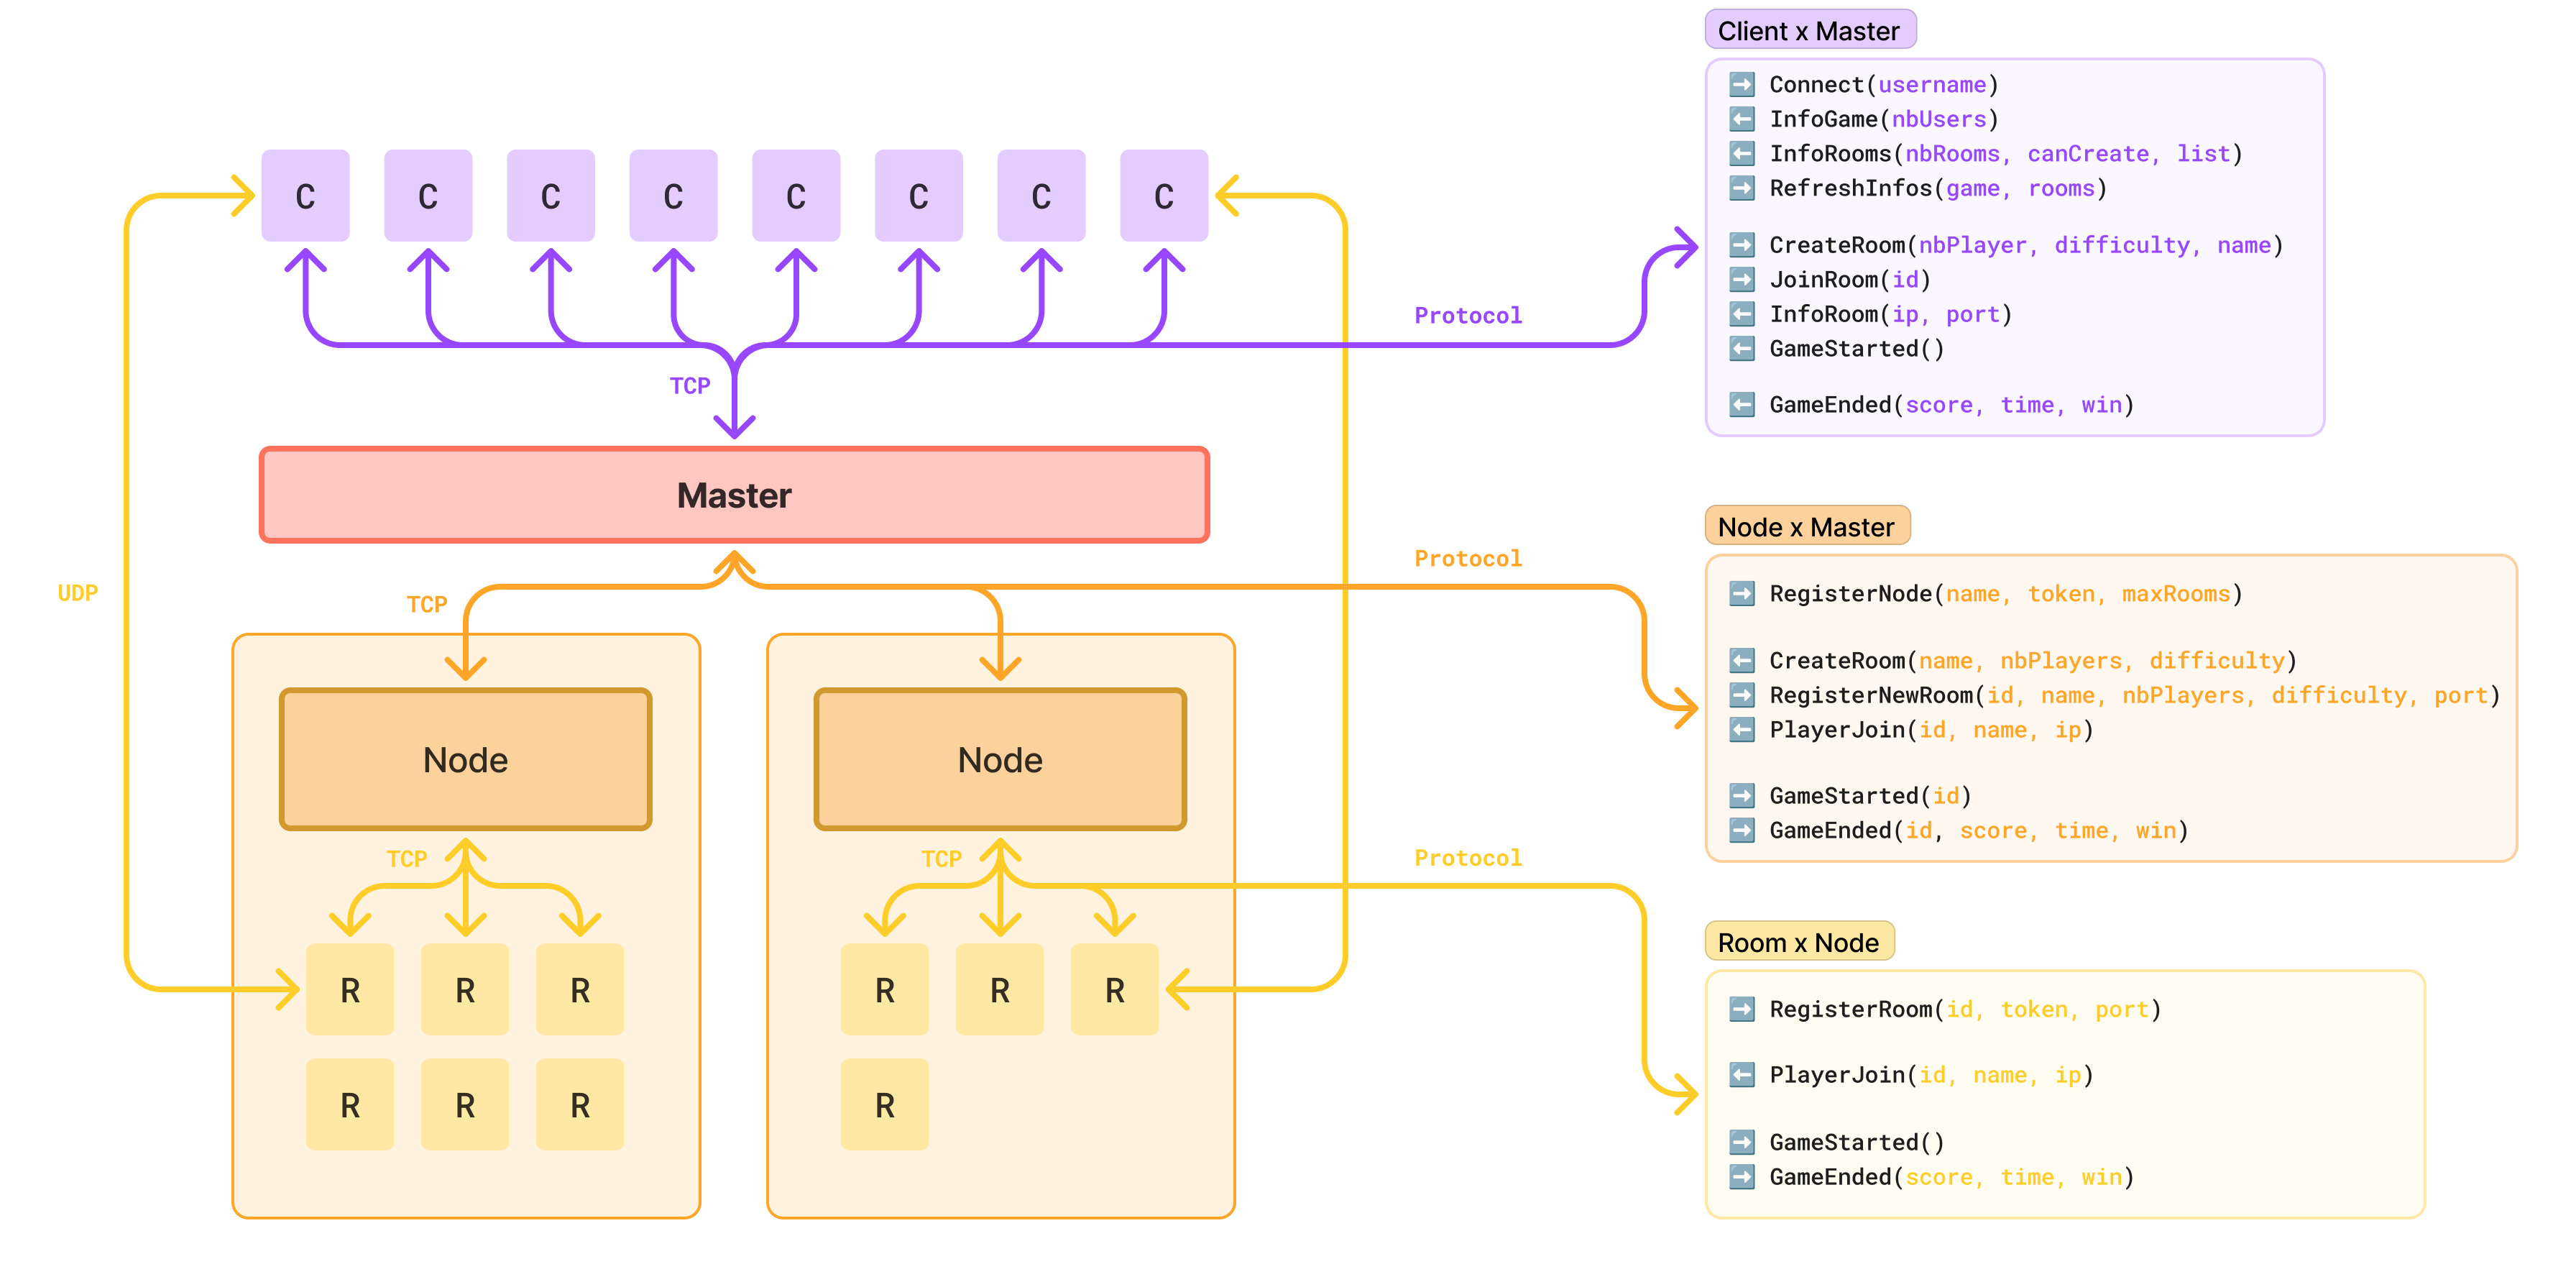 Client x Master
➡️ Connect(username)
⬅️ InfoGame(nbUsers)
⬅️ InfoRooms(nbRooms, canCreate, list)
➡️ RefreshInfos(game, rooms)
➡️ CreateRoom(nbPlayer, difficulty, name)
➡️ JoinRoom(id)
⬅️ InfoRoom(ip, port)
⬅️ GameStarted()
⬅️ GameEnded(score, time, win)
C C C C C C C C
Protocol
TCP
Master
Node x Master
➡️ RegisterNode(name, token, maxRooms)
⬅️ CreateRoom(name, nbPlayers, difficulty)
➡️ RegisterNewRoom(id, name, nbPlayers, difficulty, port)
⬅️ PlayerJoin(id, name, ip)
➡️ GameStarted(id)
➡️ GameEnded(id, score, time, win)
Protocol
UDP
TCP
Node
Node
TCP
TCP
Protocol
R R R
R R R
R R R
R
Room x Node
➡️ RegisterRoom(id, token, port)
⬅️ PlayerJoin(id, name, ip)
➡️ GameStarted()
➡️ GameEnded(score, time, win)